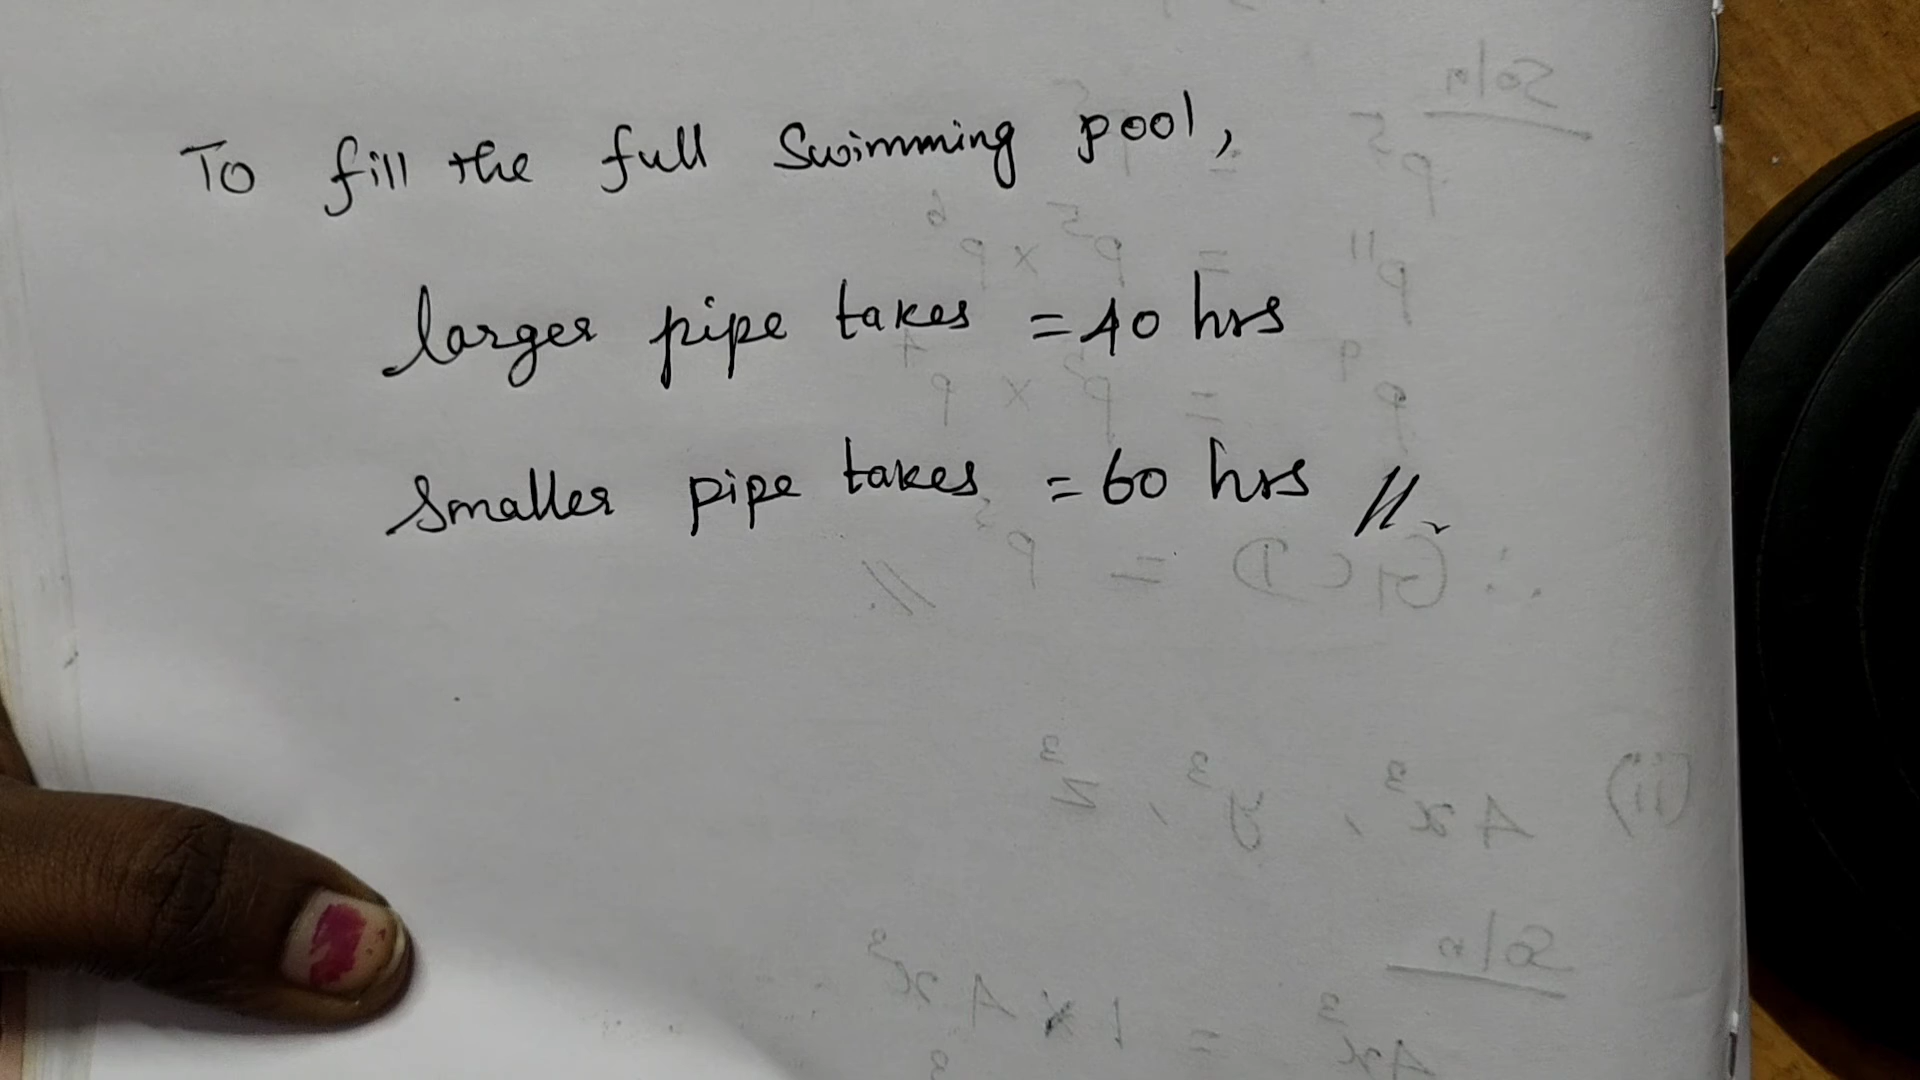 To fill the full Swimming pool,
larger pipe takes = 40 hrs
Smaller pipe takes = 60 hrs //